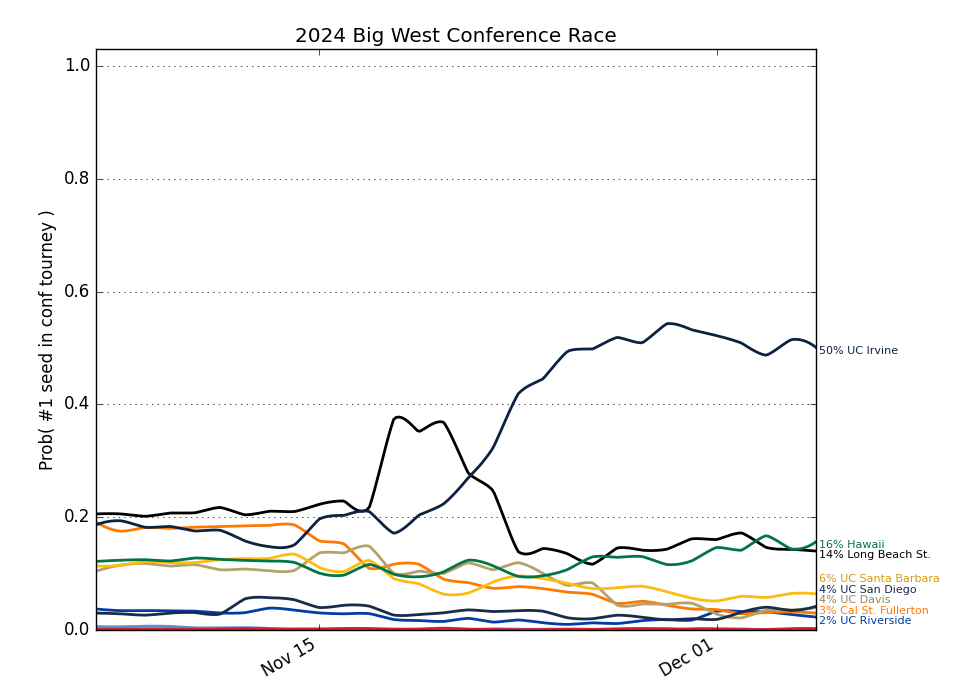 2024 Big West Conference Race
Prob( #1 seed in conf tourney )
1.0
0.8
0.6
0.4
0.2
0.0
Nov 15
Dec 01
50% UC Irvine
16% Hawaii
14% Long Beach St.
6% UC Santa Barbara
4% UC San Diego
4% UC Davis
3% Cal St. Fullerton
2% UC Riverside